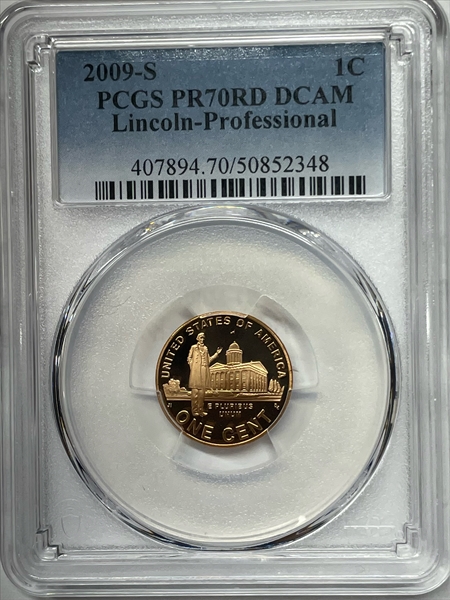 2009-S 1C
PCGS PR70RD DCAM
Lincoln-Professional
407894.70/50852348
UNITED STATES OF AMERICA
E PLURIBUS
UNUM
ONE CENT